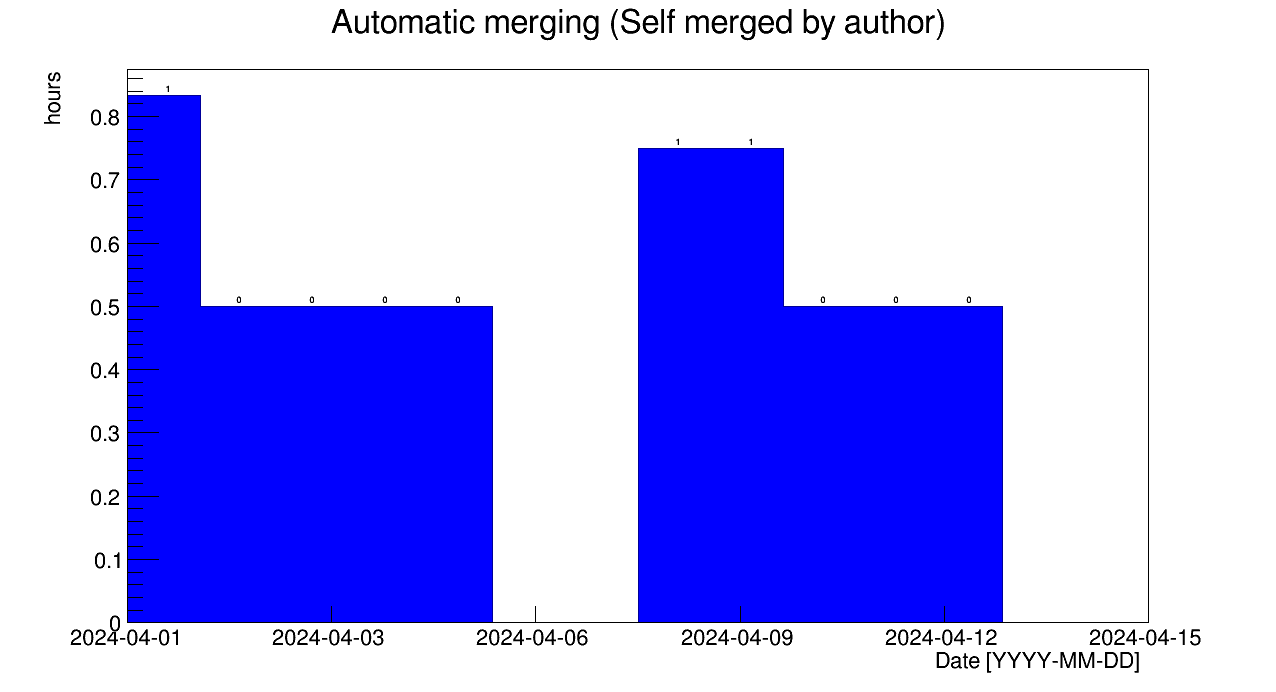 Automatic merging (Self merged by author)
hours
0.8
0.7
0.6
0.5
0.4
0.3
0.2
0.1
0
1
0 0 0 0
1 1
0 0 0
2024-04-01 2024-04-03 2024-04-06 2024-04-09 2024-04-12 2024-04-15
Date [YYYY-MM-DD]